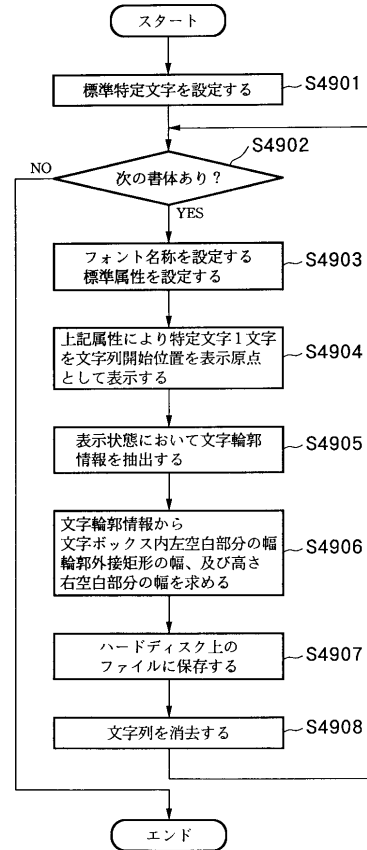 スタート
標準特定文字を設定する
S4901
S4902
NO
次の書体あり？
YES
フォント名称を設定する
標準属性を設定する
S4903
上記属性により特定文字1文字
を文字列開始位置を表示原点
として表示する
S4904
表示状態において文字輪郭
情報を抽出する
S4905
文字輪郭情報から
文字ボックス内左空白部分の幅
輪郭外接矩形の幅、及び高さ
右空白部分の幅を求める
S4906
ハードディスク上の
ファイルに保存する
S4907
文字列を消去する
S4908
エンド